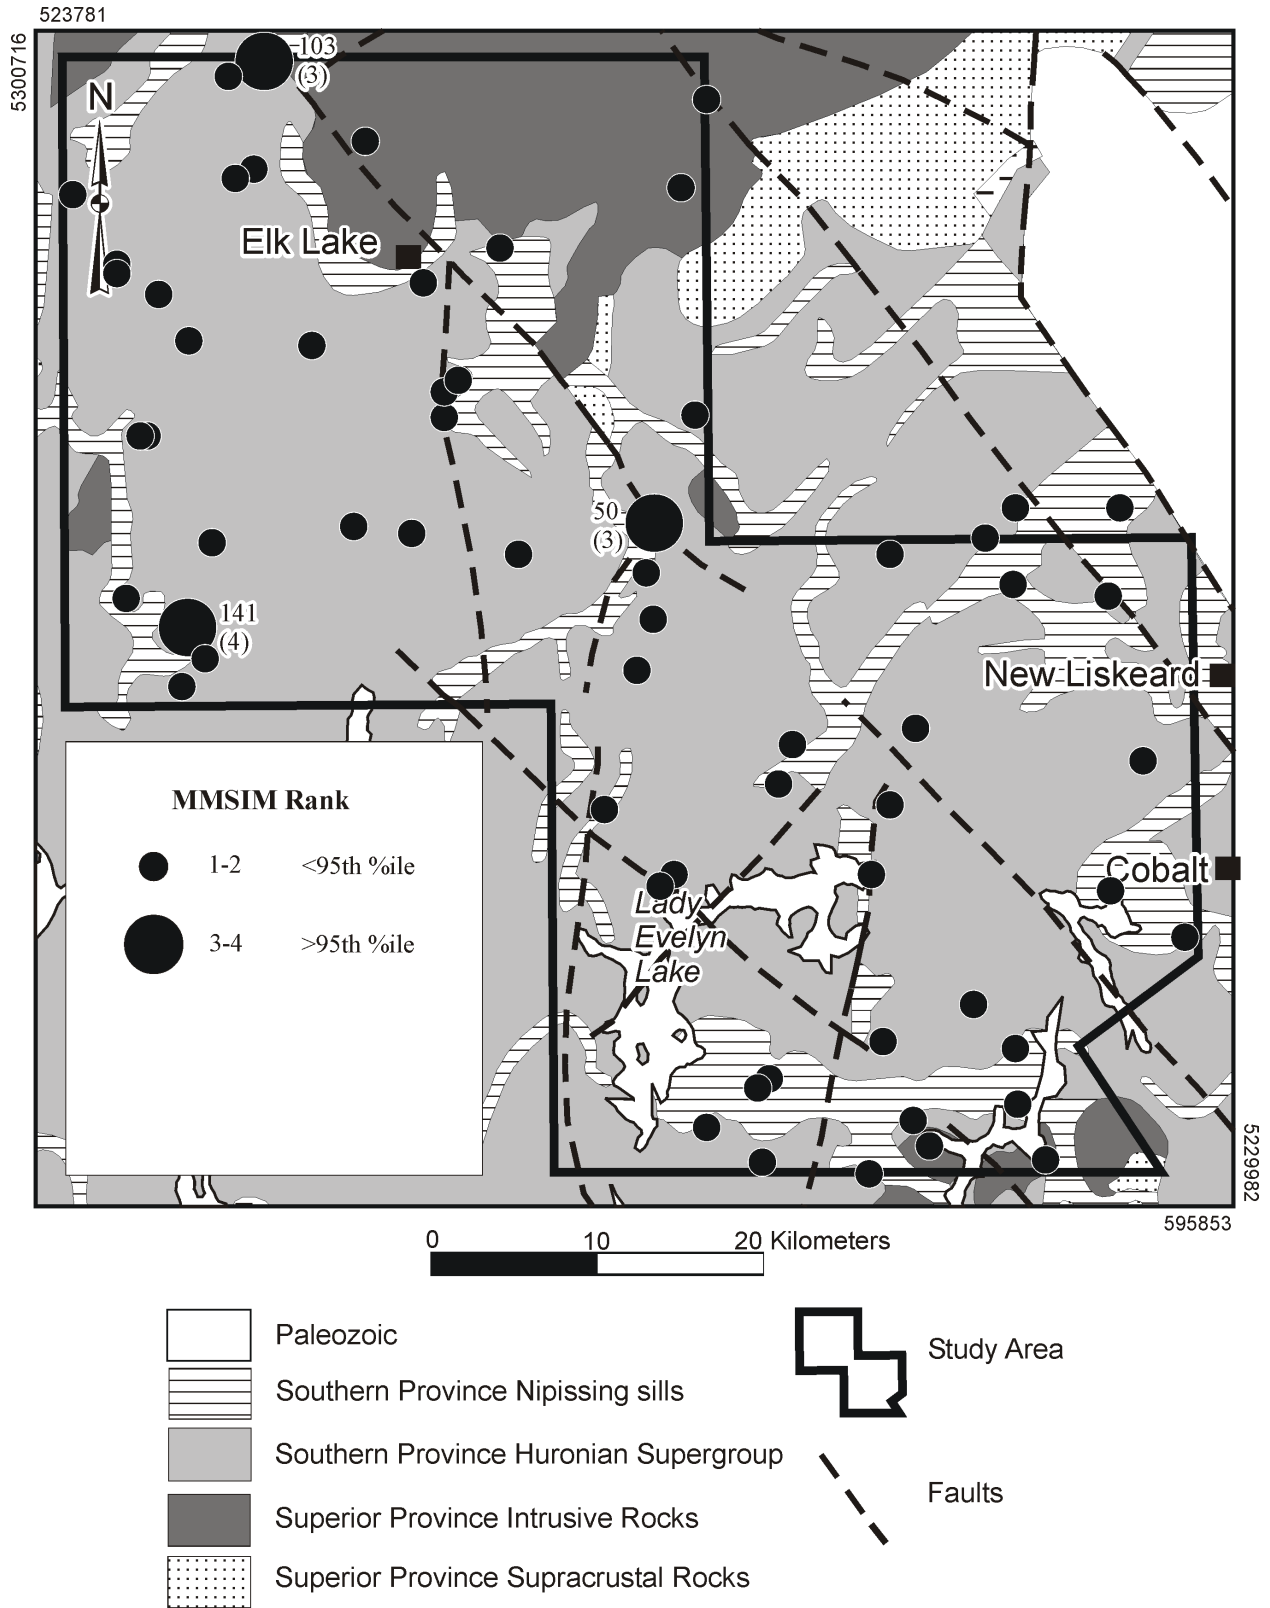 523781
5300716
103
(3)
N
Elk Lake
50
(3)
141
(4)
New Liskeard
MMSIM Rank
1-2 <95th %ile
3-4 >95th %ile
Cobalt
Lady
Evelyn
Lake
5229982
595853
0 10 20 Kilometers
Paleozoic
Study Area
Southern Province Nipissing sills
Southern Province Huronian Supergroup
Faults
Superior Province Intrusive Rocks
Superior Province Supracrustal Rocks